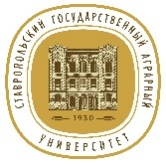 СТАВРОПОЛЬСКИЙ ГОСУДАРСТВЕННЫЙ АГРАРНЫЙ
УНИВЕРСИТЕТ
1930